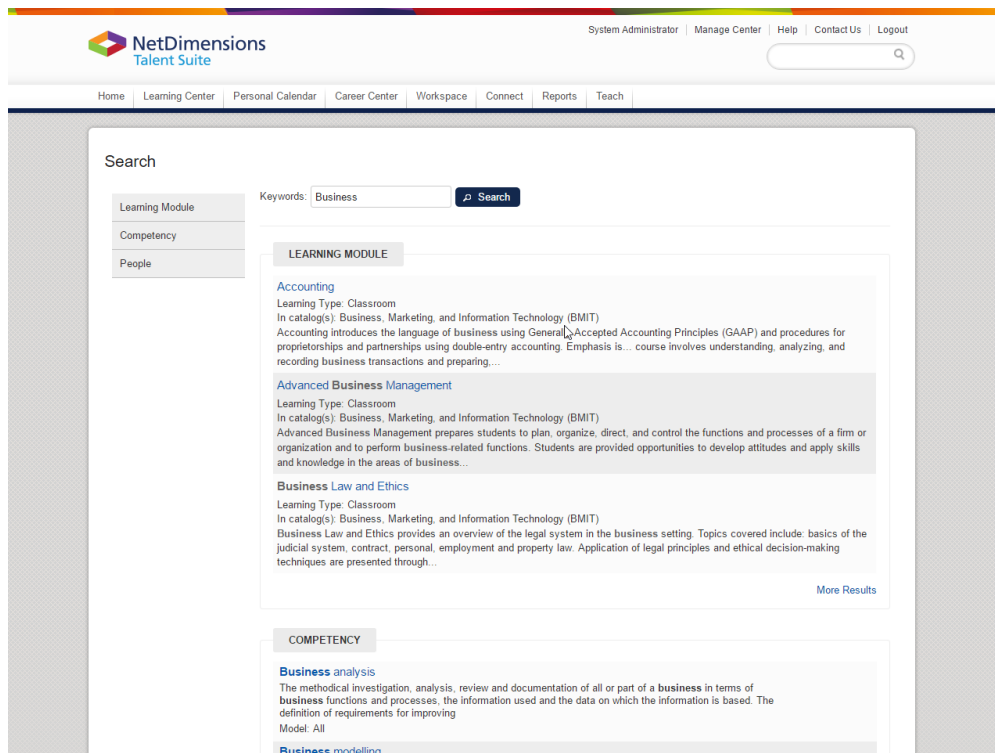 System Administrator
Manage Center
Help
Contact Us
Logout
NetDimensions
Talent Suite
Home
Learning Center
Personal Calendar
Career Center
Workspace
Connect
Reports
Teach
Search
Learning Module
Competency
People
Keywords: Business
Search
LEARNING MODULE
Accounting
Learning Type: Classroom
In catalog(s): Business, Marketing, and Information Technology (BMIT)
Accounting introduces the language of business using Generall Accepted Accounting Principles (GAAP) and procedures for
proprietorships and partnerships using double-entry accounting. Emphasis is... course involves understanding, analyzing, and
recording business transactions and preparing,...
Advanced Business Management
Learning Type: Classroom
In catalog(s): Business, Marketing, and Information Technology (BMIT)
Advanced Business Management prepares students to plan, organize, direct, and control the functions and processes of a firm or
organization and to perform business-related functions. Students are provided opportunities to develop attitudes and apply skills
and knowledge in the areas of business...
Business Law and Ethics
Learning Type: Classroom
In catalog(s): Business, Marketing, and Information Technology (BMIT)
Business Law and Ethics provides an overview of the legal system in the business setting. Topics covered include: basics of the
judicial system, contract, personal, employment and property law. Application of legal principles and ethical decision-making
techniques are presented through...
More Results
COMPETENCY
Business analysis
The methodical investigation, analysis, review and documentation of all or part of a business in terms of
business functions and processes, the information used and the data on which the information is based. The
definition of requirements for improving
Model: All
Business modelling